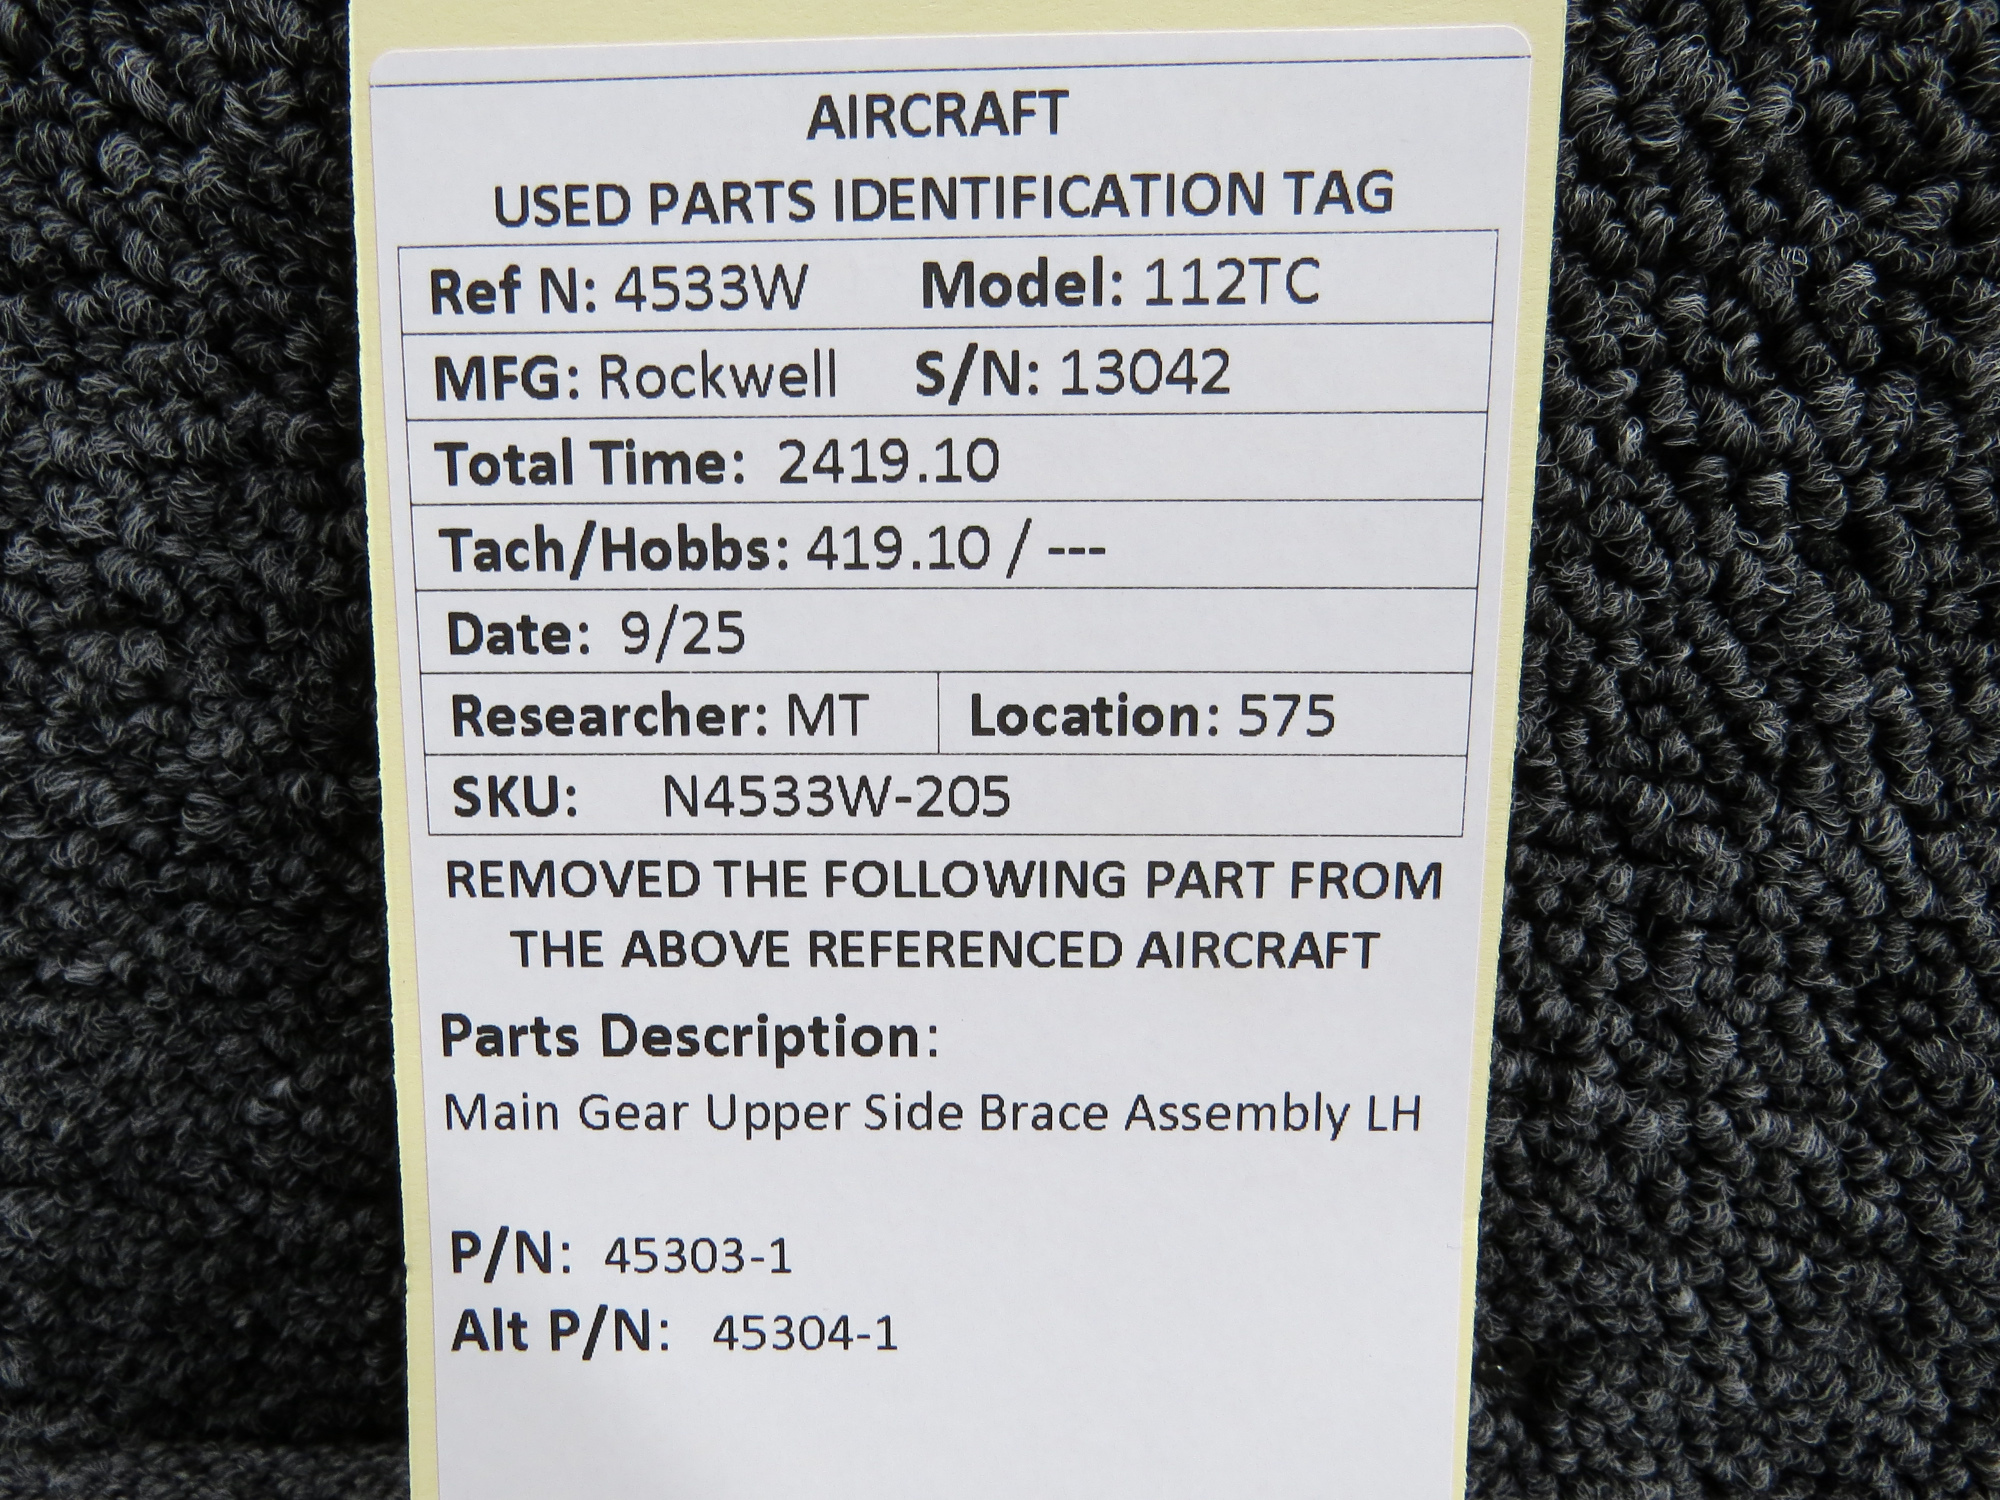 AIRCRAFT
USED PARTS IDENTIFICATION TAG
Ref N: 4533W Model: 112TC
MFG: Rockwell S/N: 13042
Total Time: 2419.10
Tach/Hobbs: 419.10 / ---
Date: 9/25
Researcher: MT Location: 575
SKU: N4533W-205
REMOVED THE FOLLOWING PART FROM
THE ABOVE REFERENCED AIRCRAFT
Parts Description:
Main Gear Upper Side Brace Assembly LH
P/N: 45303-1
Alt P/N: 45304-1